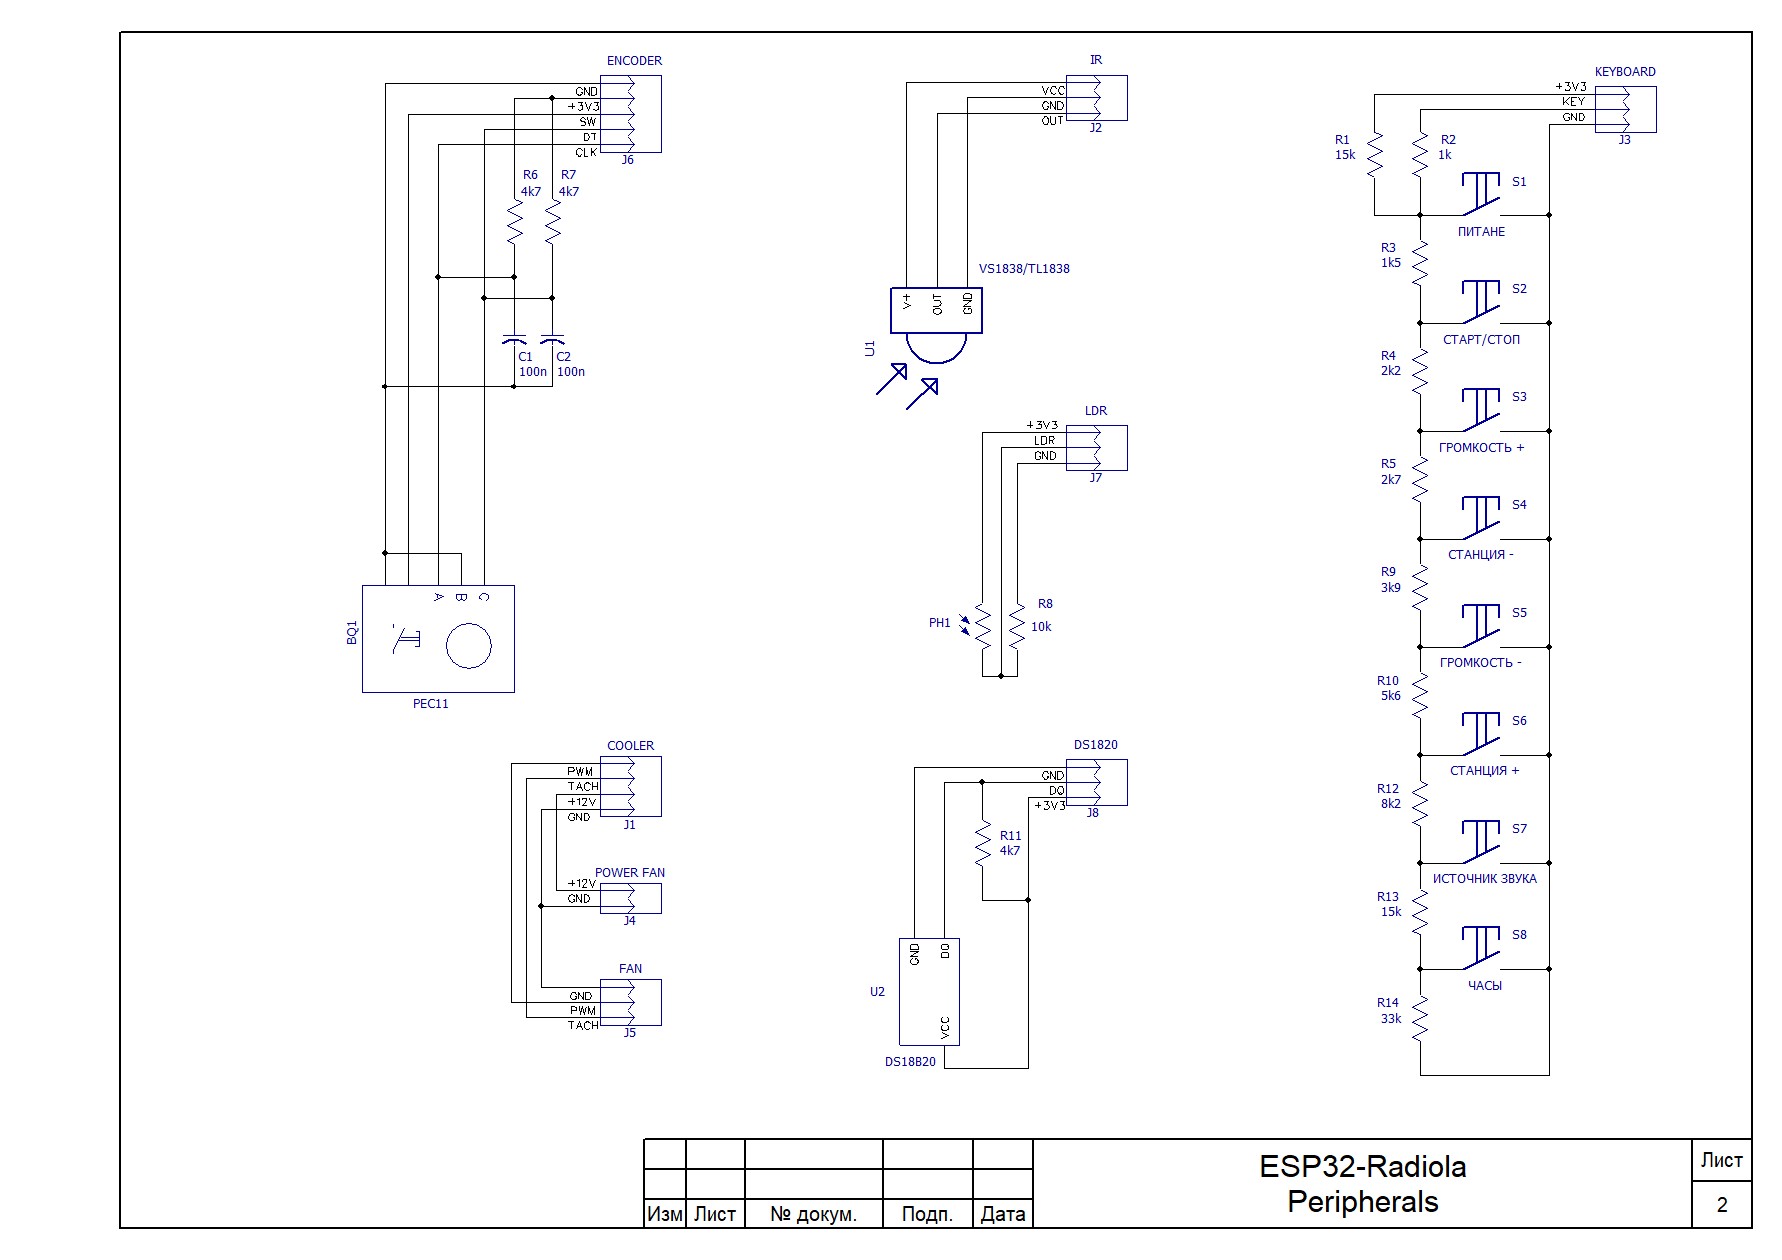 ENCODER
GND
+3V3
SW
DT
CLK
J6
R6
4k7
R7
4k7
C1
100n
C2
100n
A
B
C
BQ1
PEC11
COOLER
PWM
TACH
+12V
GND
J1
POWER FAN
+12V
GND
J4
FAN
GND
PWM
TACH
J5
IR
VCC
GND
OUT
J2
VS1838/TL1838
V+
OUT
GND
U1
LDR
+3V3
LDR
GND
J7
PH1
R8
10k
DS1820
GND
DQ
+3V3
J8
R11
4k7
GND
DQ
VCC
U2
DS18B20
KEYBOARD
+3V3
KEY
GND
J3
R1
15k
R2
1k
S1
ПИТАНЕ
R3
1k5
S2
СТАРТ/СТОП
R4
2k2
S3
ГРОМКОСТЬ +
R5
2k7
S4
СТАНЦИЯ -
R9
3k9
S5
ГРОМКОСТЬ -
R10
5k6
S6
СТАНЦИЯ +
R12
8k2
S7
ИСТОЧНИК ЗВУКА
R13
15k
S8
ЧАСЫ
R14
33k
Изм Лист № докум. Подп. Дата
ESP32-Radiola
Peripherals
Лист
2